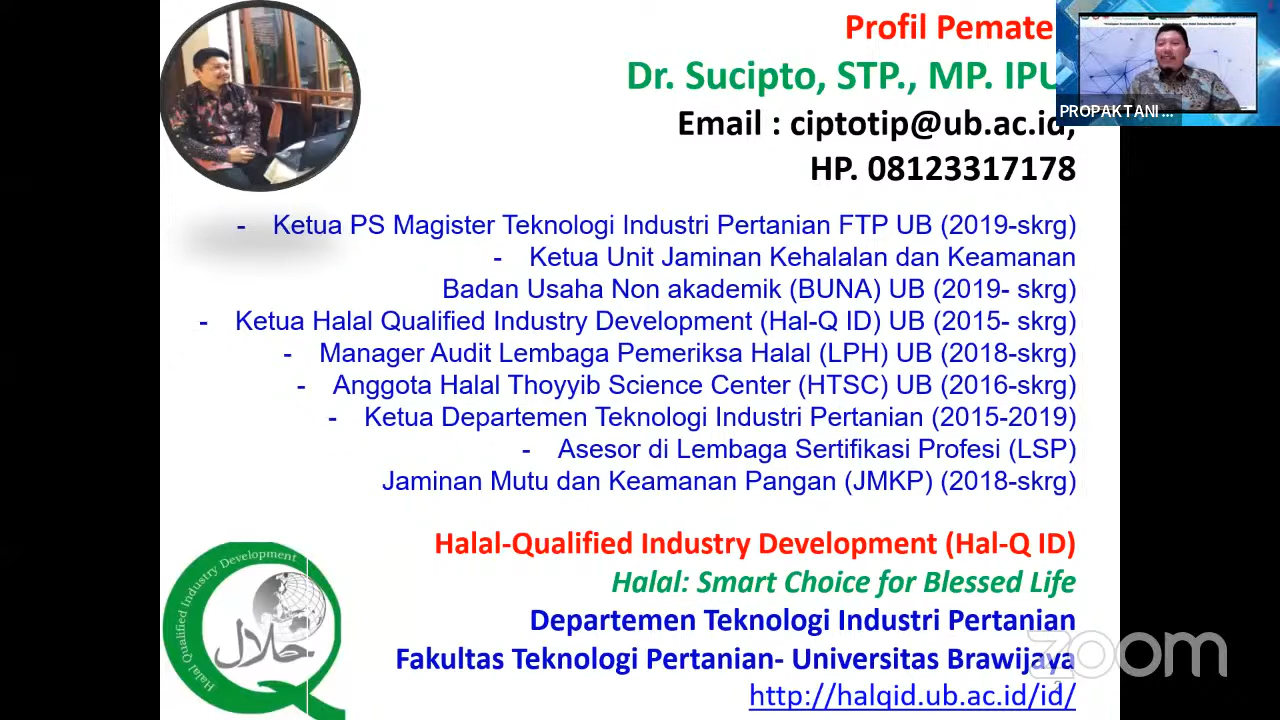 Profil Pemate
Dr. Sucipto, STP., MP. IPU
Email : ciptotip@ub.ac.id,
HP. 08123317178
PROPAKTANI ...
- Ketua PS Magister Teknologi Industri Pertanian FTP UB (2019-skrg)
- Ketua Unit Jaminan Kehalalan dan Keamanan
Badan Usaha Non akademik (BUNA) UB (2019- skrg)
- Ketua Halal Qualified Industry Development (Hal-Q ID) UB (2015- skrg)
- Manager Audit Lembaga Pemeriksa Halal (LPH) UB (2018-skrg)
- Anggota Halal Thoyyib Science Center (HTSC) UB (2016-skrg)
- Ketua Departemen Teknologi Industri Pertanian (2015-2019)
- Asesor di Lembaga Sertifikasi Profesi (LSP)
Jaminan Mutu dan Keamanan Pangan (JMKP) (2018-skrg)
Halal Qualified Industry Development
حلال
Halal-Qualified Industry Development (Hal-Q ID)
Halal: Smart Choice for Blessed Life
Departemen Teknologi Industri Pertanian
Fakultas Teknologi Pertanian- Universitas Brawijaya
http://halqid.ub.ac.id/id/
zoom